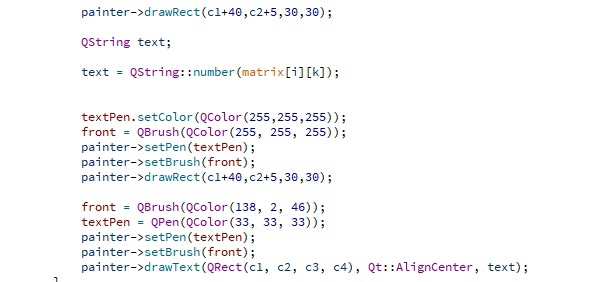 painter->drawRect(c1+40,c2+5,30,30);
QString text;
text = QString::number(matrix[i][k]);
textPen.setColor(QColor(255,255,255));
front = QBrush(QColor(255, 255, 255));
painter->setPen(textPen);
painter->setBrush(front);
painter->drawRect(c1+40,c2+5,30,30);
front = QBrush(QColor(138, 2, 46));
textPen = QPen(QColor(33, 33, 33));
painter->setPen(textPen);
painter->setBrush(front);
painter->drawText(QRect(c1, c2, c3, c4), Qt::AlignCenter, text);